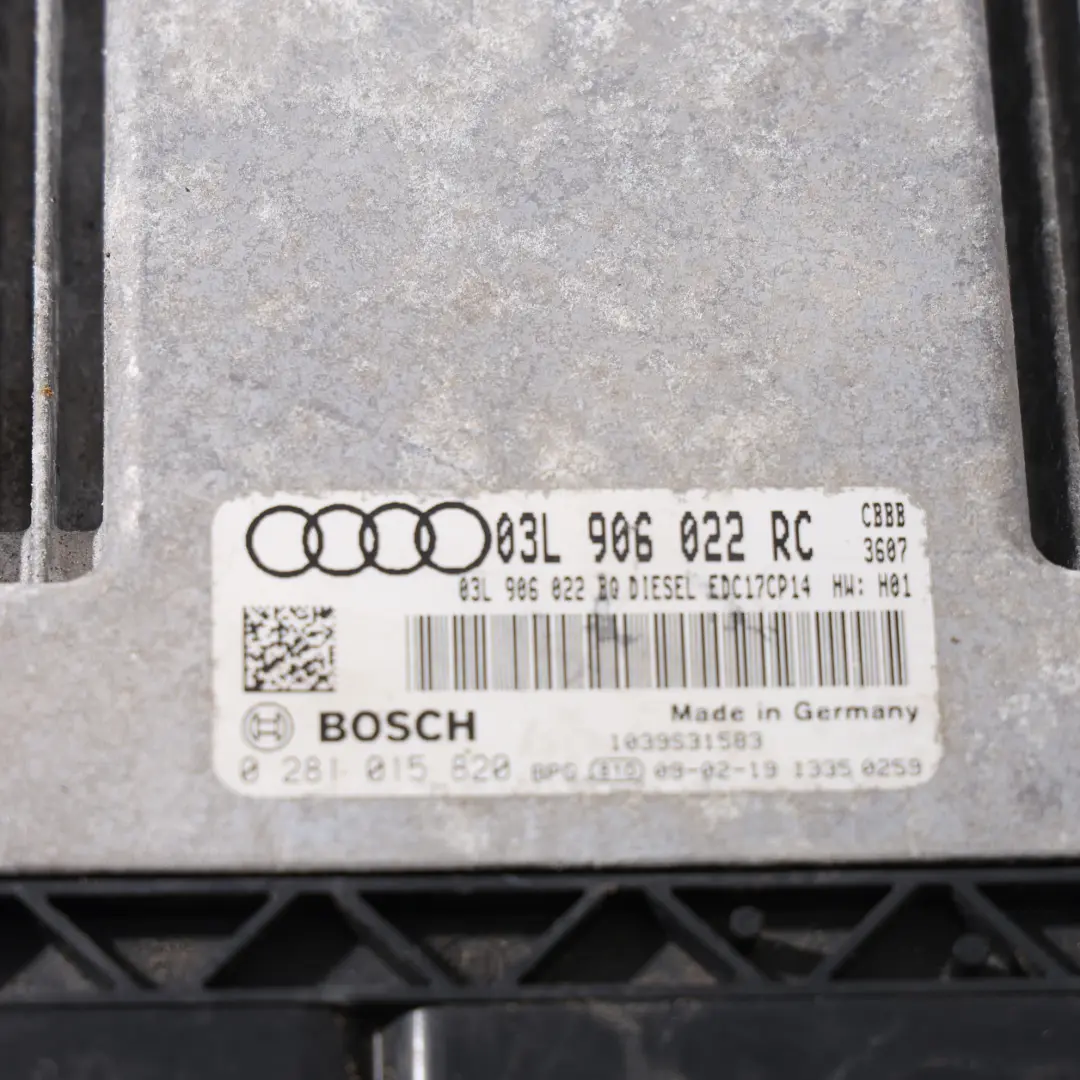 03L 906 022 RC CBBB
3607
03L 906 022 BQ DIESEL EDC17CP14 HW: H01
BOSCH Made in Germany
1039S31583
0 281 015 820 09-02-19 1335 0259